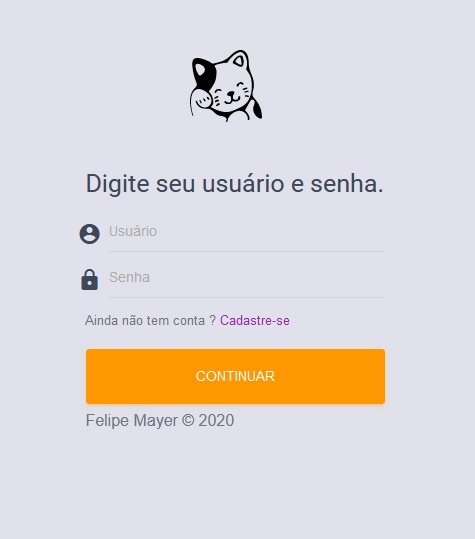 Digite seu usuário e senha.
Usuário
Senha
Ainda não tem conta ? Cadastre-se
CONTINUAR
Felipe Mayer © 2020